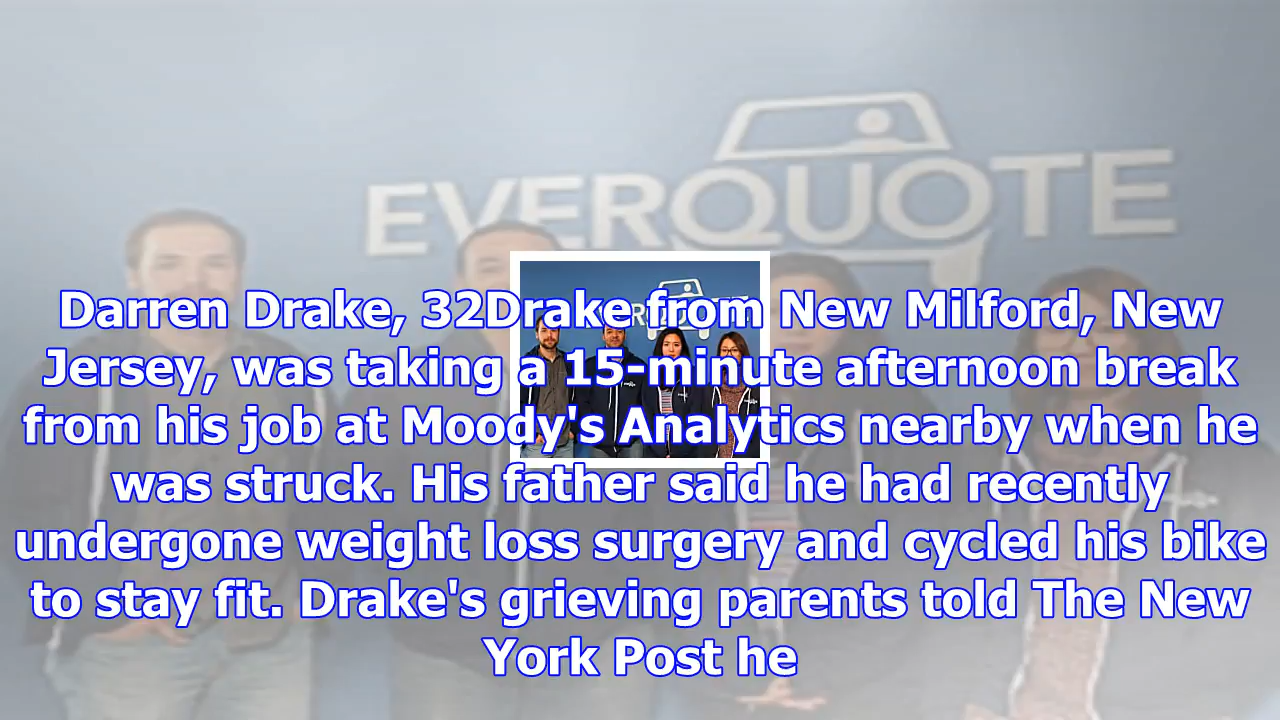 EVERQUOTE
Darren Drake, 32Drake from New Milford, New
Jersey, was taking a 15-minute afternoon break
from his job at Moody's Analytics nearby when he
was struck. His father said he had recently
undergone weight loss surgery and cycled his bike
to stay fit. Drake's grieving parents told The New
York Post he